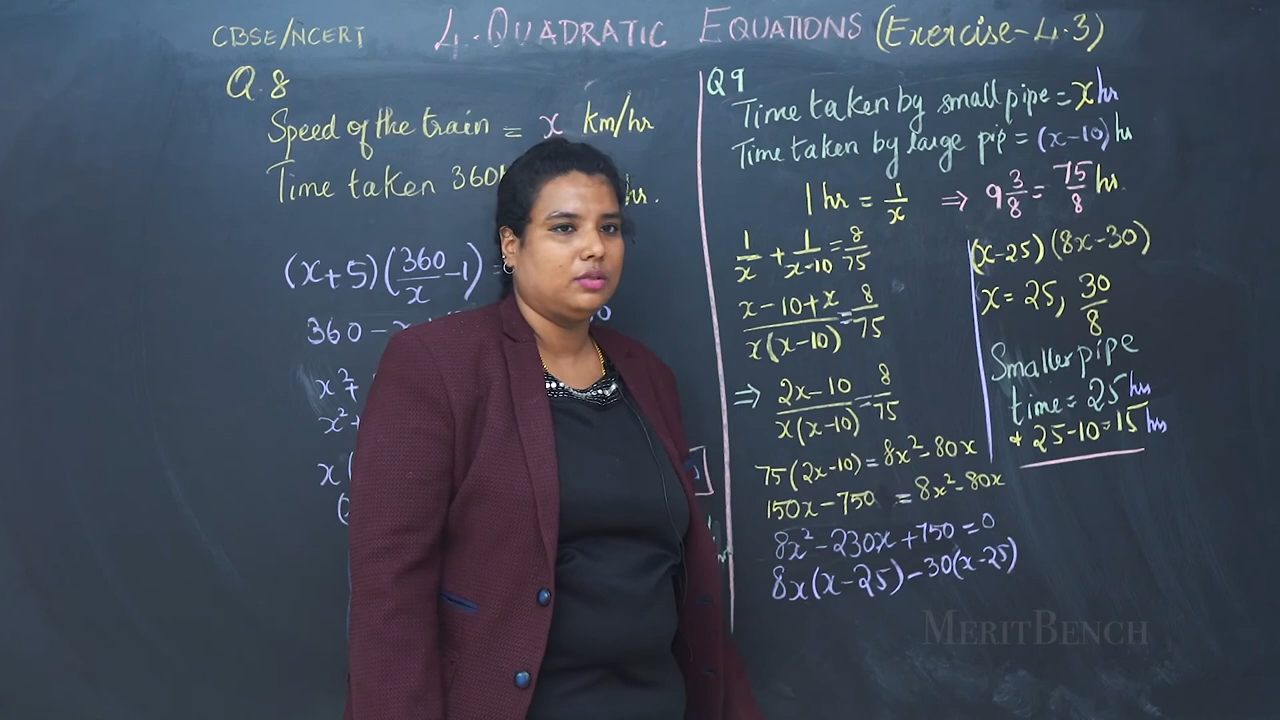 CBSE/NCERT 4. QUADRATIC EQUATIONS (Exercise-4.3)
Q.8
Speed of the train = x km/hr
Time taken 360 hr.
(x+5)(360/x -1) =
360 -
x²+
x²+
x(
(
Q9
Time taken by small pipe = x hr
Time taken by large pip = (x-10) hr
1 hr = 1/x ⇒ 9 3/8 = 75/8 hr.
1/x + 1/x-10 = 8/75
x-10+x/x(x-10) = 8/75
⇒ 2x-10/x(x-10) = 8/75
75(2x-10) = 8x²-80x
150x-750 = 8x²-80x
8x²-230x+750=0
8x(x-25)-30(x-25)
(x-25)(8x-30)
x = 25, 30/8
Smaller pipe
time = 25 hrs
+ 25-10=15 hrs
MERITBENCH